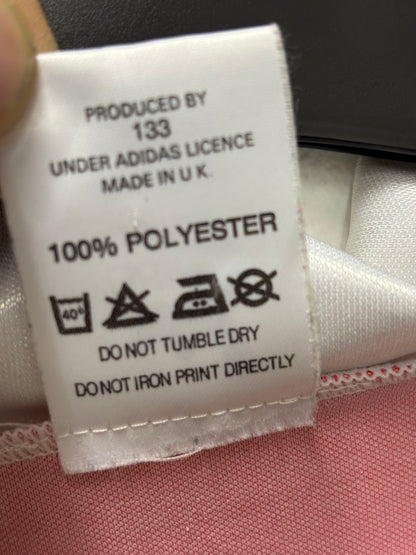 PRODUCED BY
133
UNDER ADIDAS LICENCE
MADE IN U K.
100% POLYESTER
40°
DO NOT TUMBLE DRY
DO NOT IRON PRINT DIRECTLY